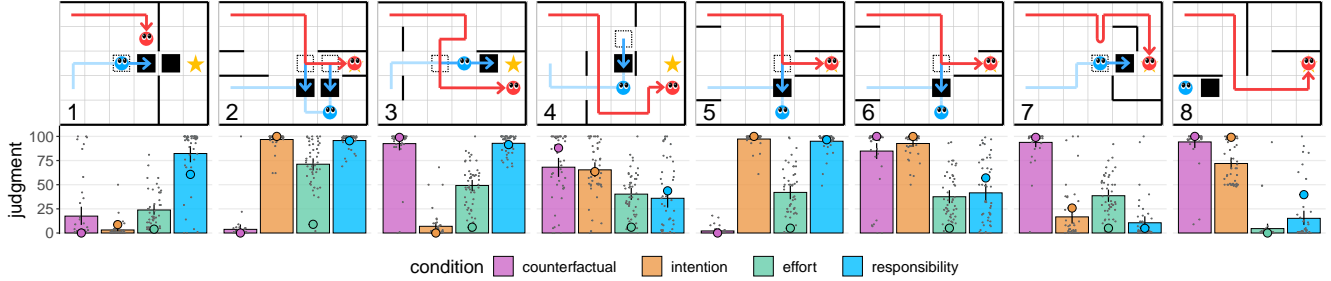 1 2 3 4 5 6 7 8
100
75
50
25
0
judgment
condition counterfactual intention effort responsibility